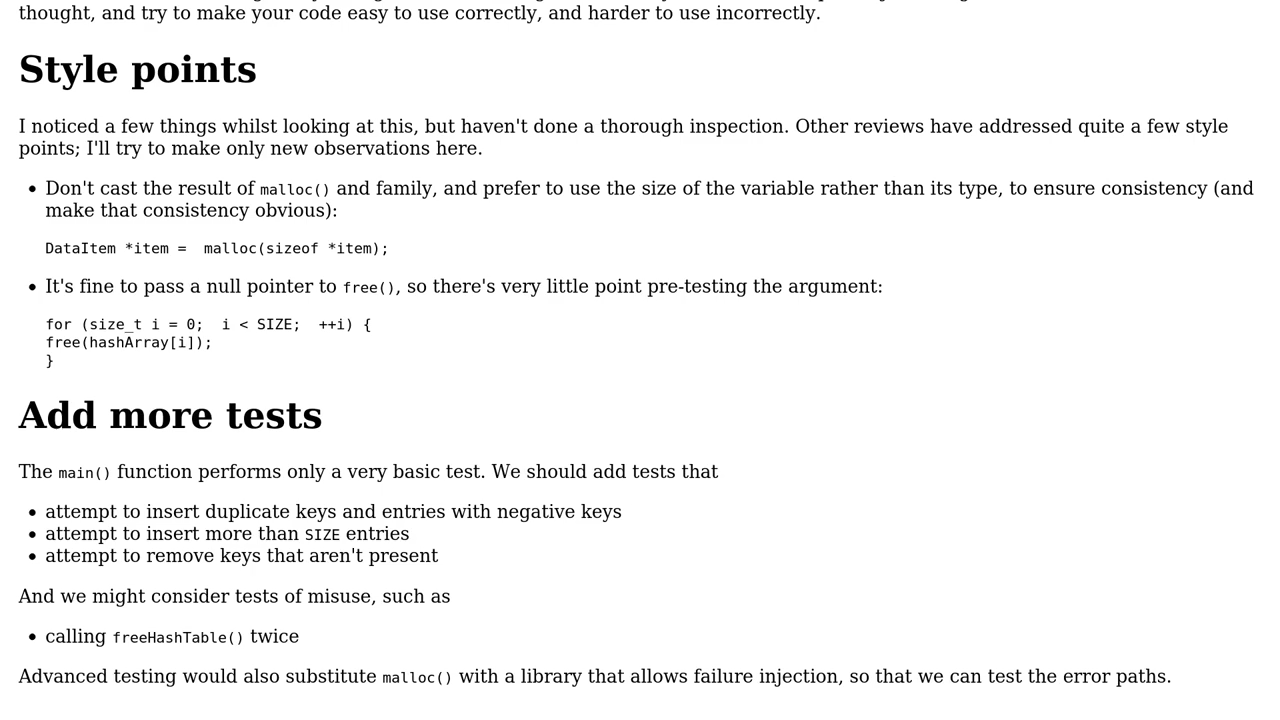 thought, and try to make your code easy to use correctly, and harder to use incorrectly.
Style points
I noticed a few things whilst looking at this, but haven't done a thorough inspection. Other reviews have addressed quite a few style
points; I'll try to make only new observations here.
• Don't cast the result of malloc() and family, and prefer to use the size of the variable rather than its type, to ensure consistency (and
make that consistency obvious):
DataItem *item =  malloc(sizeof *item);
• It's fine to pass a null pointer to free(), so there's very little point pre-testing the argument:
for (size_t i = 0;  i < SIZE;  ++i) {
free(hashArray[i]);
}
Add more tests
The main() function performs only a very basic test. We should add tests that
• attempt to insert duplicate keys and entries with negative keys
• attempt to insert more than SIZE entries
• attempt to remove keys that aren't present
And we might consider tests of misuse, such as
• calling freeHashTable() twice
Advanced testing would also substitute malloc() with a library that allows failure injection, so that we can test the error paths.